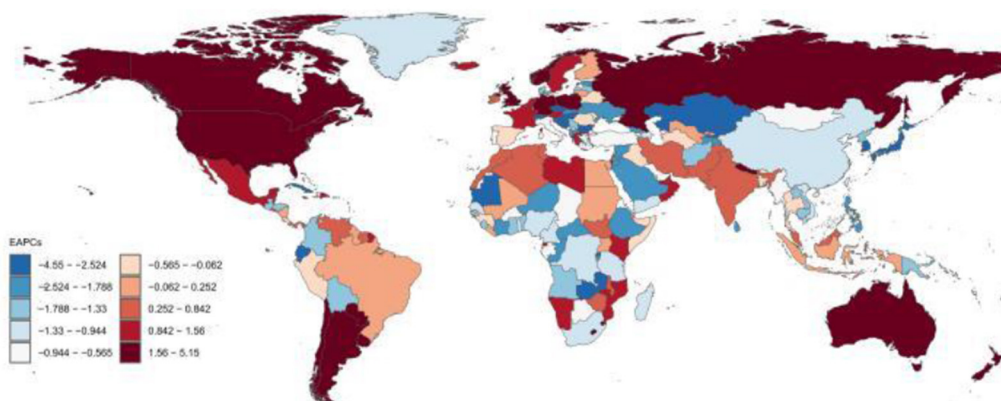 EAPCs
-4.55 - -2.524
-2.524 - -1.788
-1.788 - -1.33
-1.33 - -0.944
-0.944 - -0.565
-0.565 - -0.062
-0.062 - 0.252
0.252 - 0.842
0.842 - 1.56
1.56 - 5.15